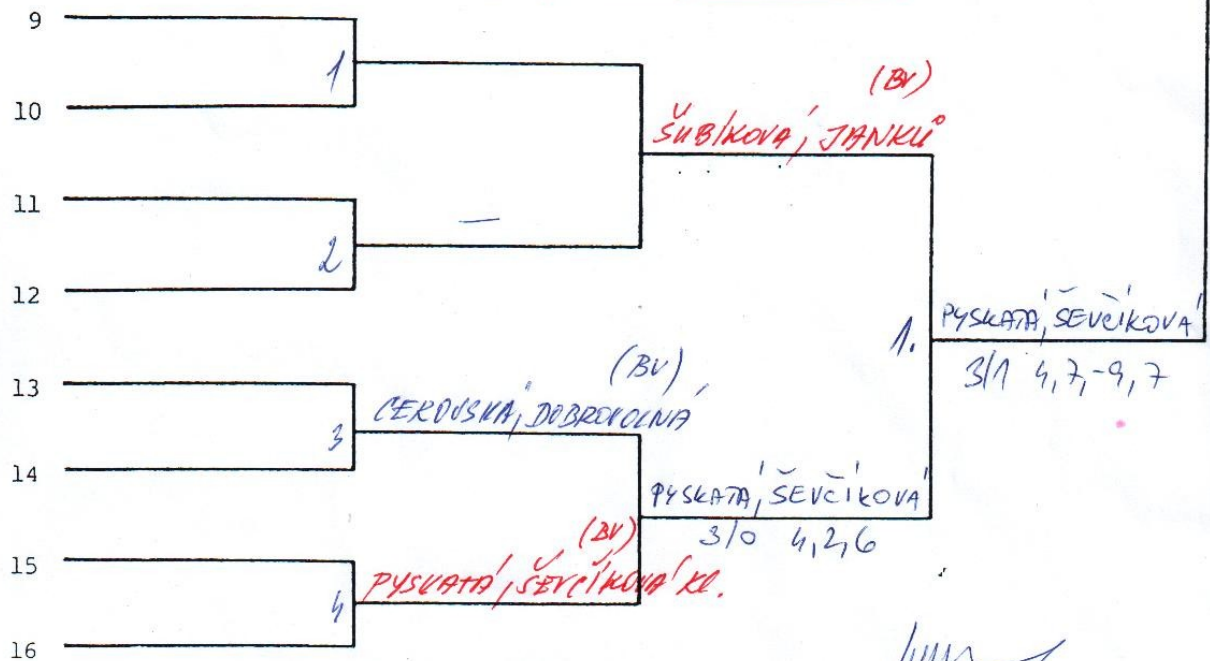 9
1
10
(BV)
ŠUBÍKOVÁ, JANKŮ
11
—
2
12
PYSKATÁ, ŠEVČÍKOVÁ
1.
3/1 4,7,-9,7
13
(BV)
CEROVSKÁ, DOBROVOLNÁ
3
14
PYSKATÁ, ŠEVČÍKOVÁ
3/0 4,2,6
15
(BV)
PYSKATÁ, ŠEVČÍKOVÁ Kl.
4
16